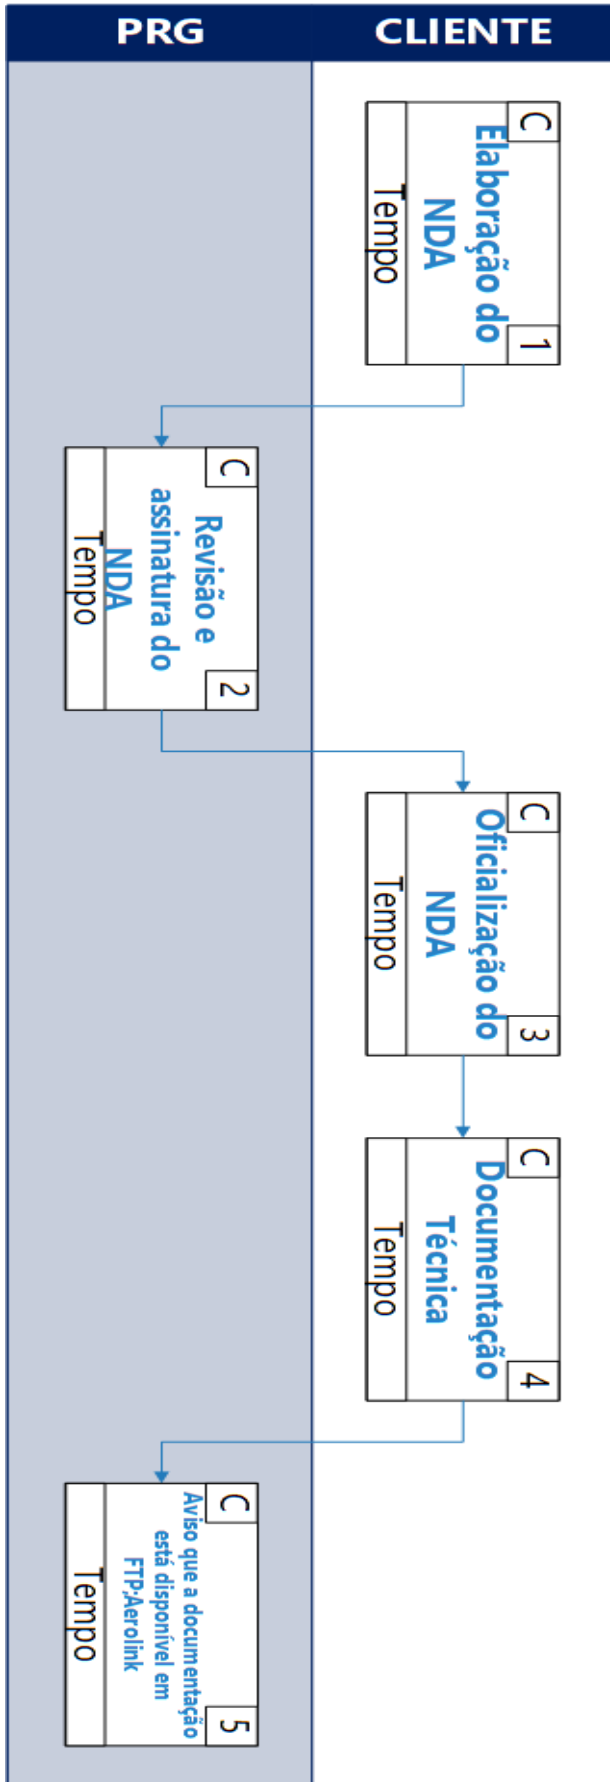 PRG
CLIENTE
C
1
Elaboração do
NDA
Tempo
C
2
Revisão e
assinatura do
NDA
Tempo
C
3
Oficialização do
NDA
Tempo
C
4
Documentação
Técnica
Tempo
C
5
Aviso que a documentação
está disponível em
FTP;Aerolink
Tempo